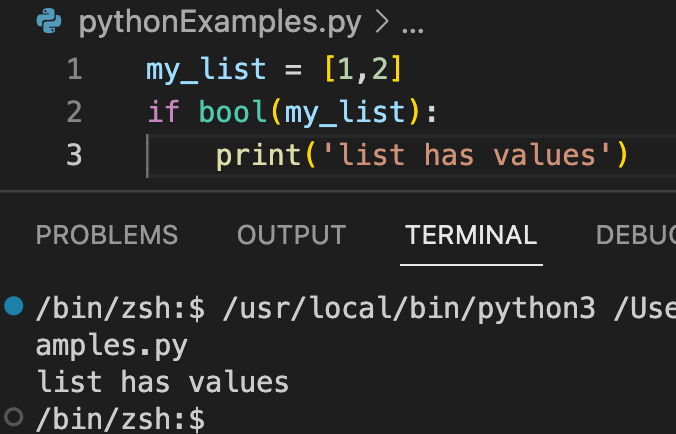 pythonExamples.py > ...
1 my_list = [1,2]
2 if bool(my_list):
3 print('list has values')
PROBLEMS OUTPUT TERMINAL DEBUG
/bin/zsh:$ /usr/local/bin/python3 /Use
amples.py
list has values
/bin/zsh:$